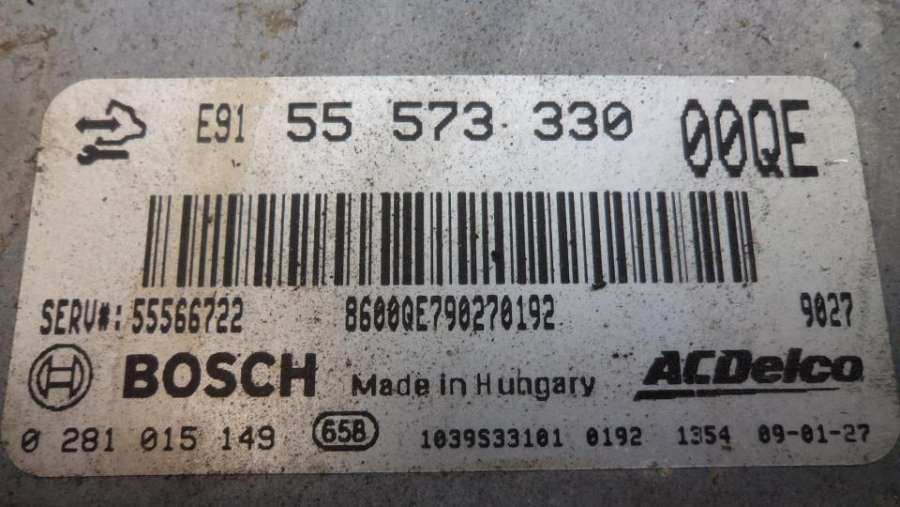 E91 55 573 330 00QE
SERV#: 55566722 8600QE790270192 9027
BOSCH Made in Hungary ACDelco
0 281 015 149 65B 1039S33101 0192 1354 09-01-27